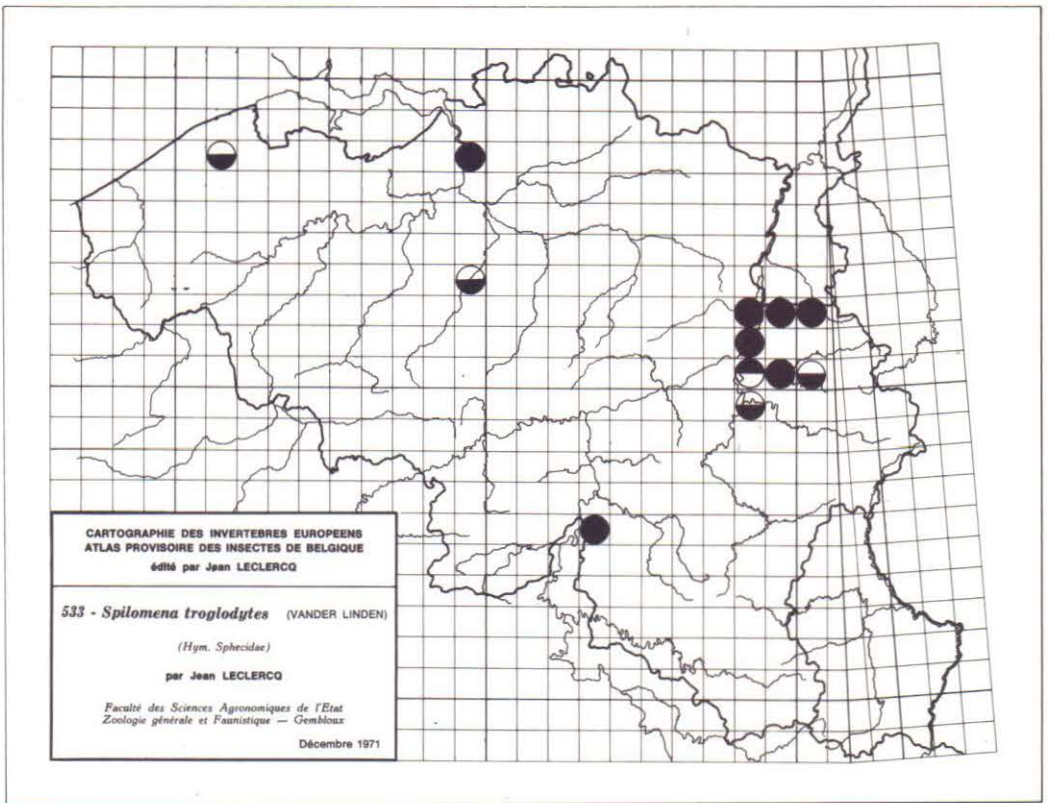 CARTOGRAPHIE DES INVERTEBRES EUROPEENS
ATLAS PROVISOIRE DES INSECTES DE BELGIQUE
édité par Jean LECLERCQ
533 - Spilomena troglodytes (VANDER LINDEN)
(Hym. Sphecidae)
par Jean LECLERCQ
Faculté des Sciences Agronomiques de l'Etat
Zoologie générale et Faunistique — Gembloux
Décembre 1971